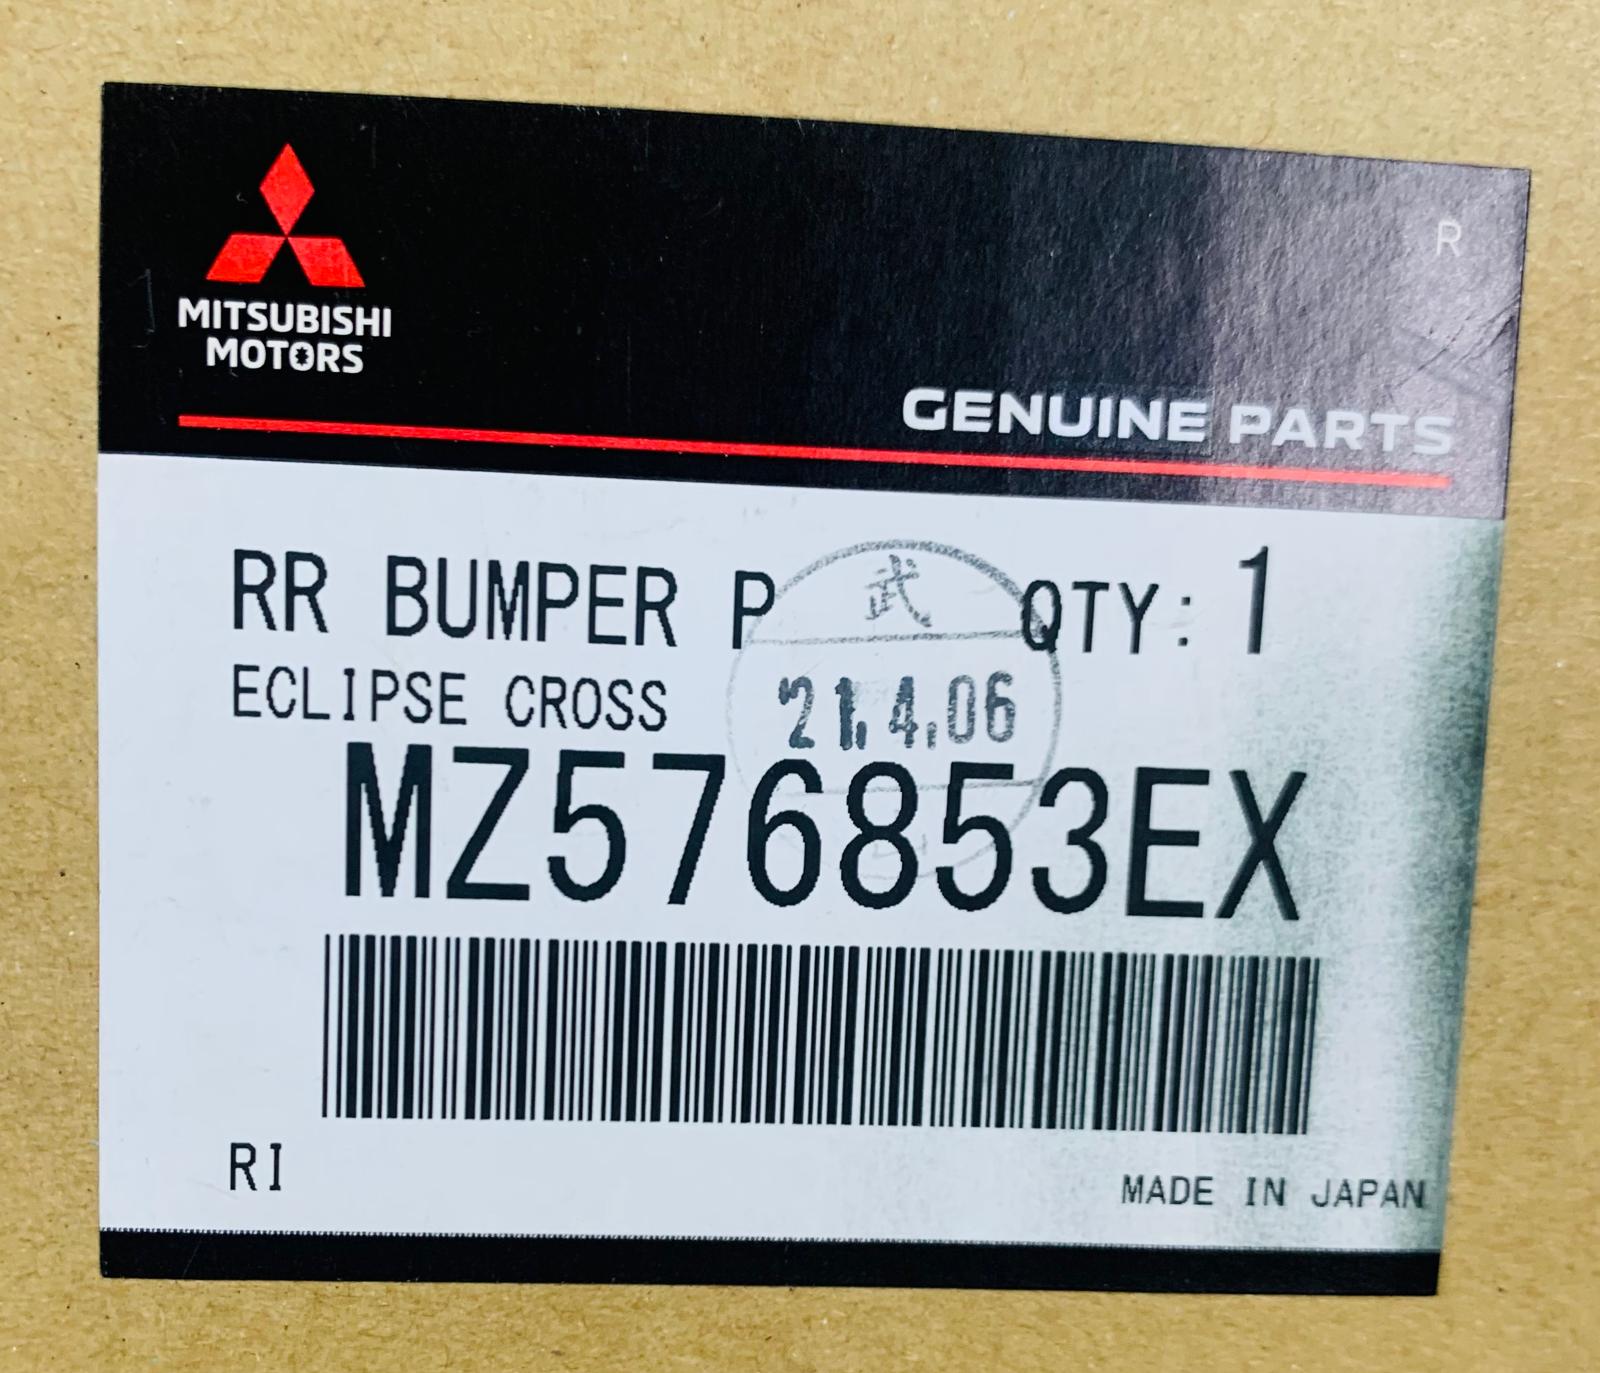 MITSUBISHI
MOTORS
R
GENUINE PARTS
RR BUMPER P QTY: 1
武
ECLIPSE CROSS
21.4.06
MZ576853EX
RI
MADE IN JAPAN